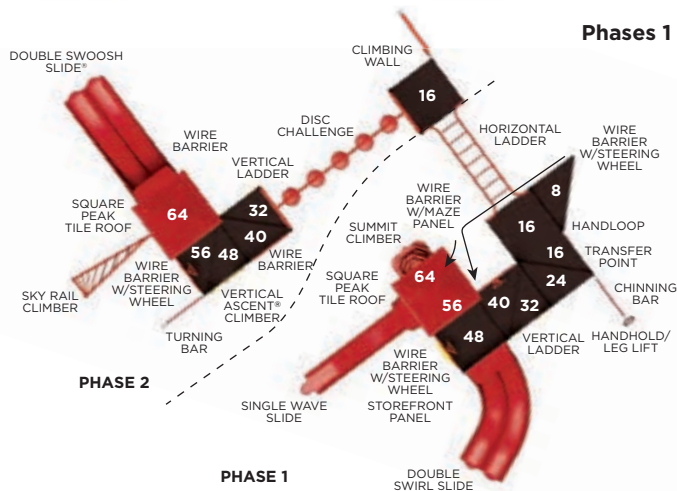 Phases 1
DOUBLE SWOOSH
SLIDE®
CLIMBING
WALL
16
DISC
CHALLENGE
HORIZONTAL
LADDER
WIRE
BARRIER
W/STEERING
WHEEL
WIRE
BARRIER
VERTICAL
LADDER
SQUARE
PEAK
TILE ROOF
64
32
40
48
56
WIRE
BARRIER
W/STEERING
WHEEL
WIRE
BARRIER
VERTICAL
ASCENT®
CLIMBER
SKY RAIL
CLIMBER
TURNING
BAR
PHASE 2
WIRE
BARRIER
W/MAZE
PANEL
8
16
HANDLOOP
16
TRANSFER
POINT
24
CHINNING
BAR
HANDHOLD/
LEG LIFT
SUMMIT
CLIMBER
SQUARE
PEAK
TILE ROOF
64
56
40
32
48
VERTICAL
LADDER
WIRE
BARRIER
W/STEERING
WHEEL
STOREFRONT
PANEL
SINGLE WAVE
SLIDE
PHASE 1
DOUBLE
SWIRL SLIDE